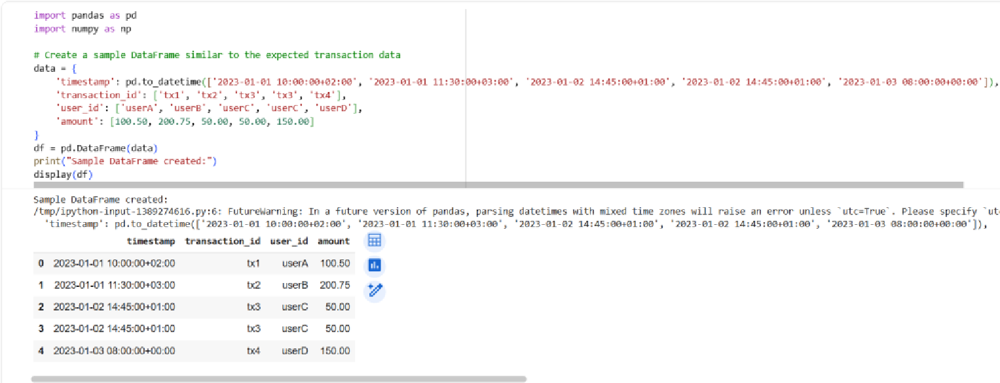 import pandas as pd
import numpy as np
# Create a sample DataFrame similar to the expected transaction data
data = {
    'timestamp': pd.to_datetime(['2023-01-01 10:00:00+02:00', '2023-01-01 11:30:00+03:00', '2023-01-02 14:45:00+01:00', '2023-01-02 14:45:00+01:00', '2023-01-03 08:00:00+00:00']),
    'transaction_id': ['tx1', 'tx2', 'tx3', 'tx3', 'tx4'],
    'user_id': ['userA', 'userB', 'userC', 'userC', 'userD'],
    'amount': [100.50, 200.75, 50.00, 50.00, 150.00]
}
df = pd.DataFrame(data)
print("Sample DataFrame created:")
display(df)
Sample DataFrame created:
/tmp/ipython-input-1389274616.py:6: FutureWarning: In a future version of pandas, parsing datetimes with mixed time zones will raise an error unless `utc=True`. Please specify `ut
  'timestamp': pd.to_datetime(['2023-01-01 10:00:00+02:00', '2023-01-01 11:30:00+03:00', '2023-01-02 14:45:00+01:00', '2023-01-02 14:45:00+01:00', '2023-01-03 08:00:00+00:00']),
timestamp transaction_id user_id amount
0 2023-01-01 10:00:00+02:00 tx1 userA 100.50
1 2023-01-01 11:30:00+03:00 tx2 userB 200.75
2 2023-01-02 14:45:00+01:00 tx3 userC 50.00
3 2023-01-02 14:45:00+01:00 tx3 userC 50.00
4 2023-01-03 08:00:00+00:00 tx4 userD 150.00